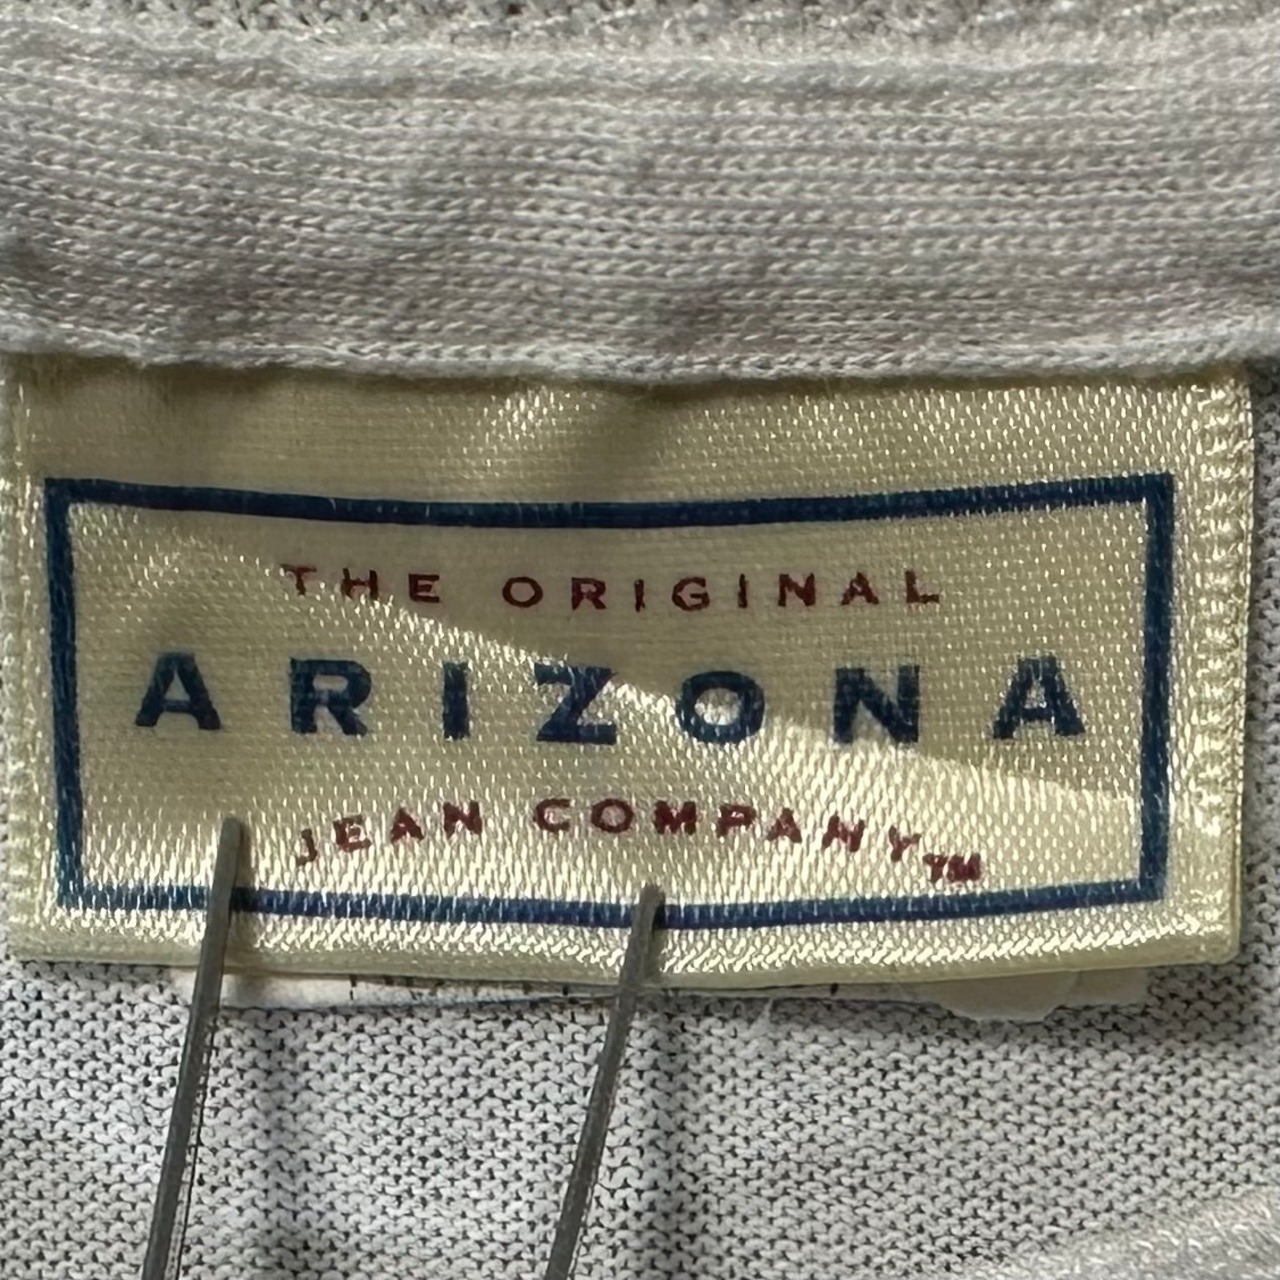 THE ORIGINAL
ARIZONA
JEAN COMPANY™